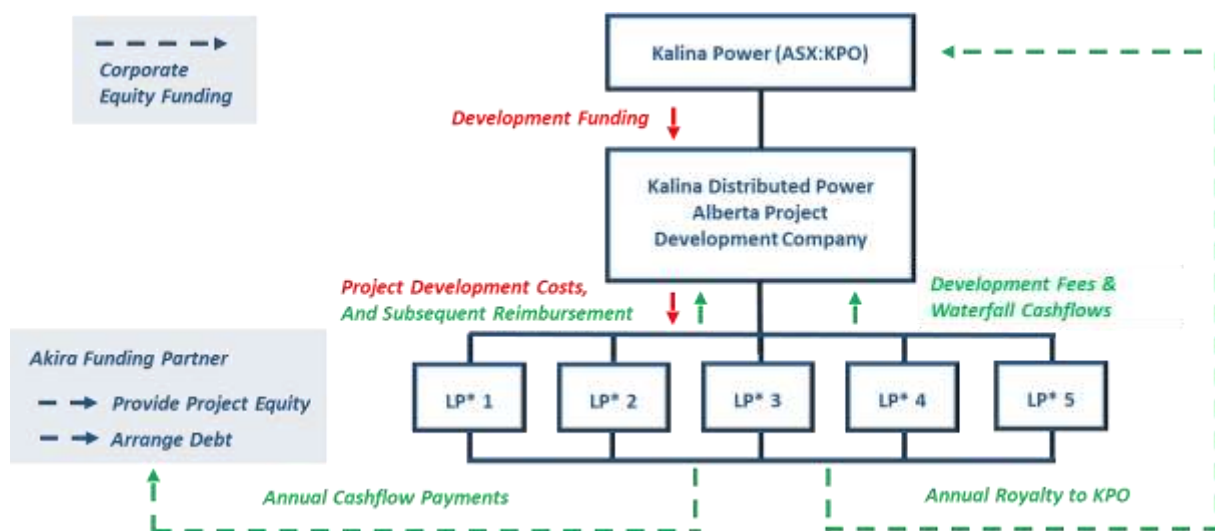 Corporate
Equity Funding
Kalina Power (ASX:KPO)
Development Funding
Kalina Distributed Power
Alberta Project
Development Company
Project Development Costs,
And Subsequent Reimbursement
Development Fees &
Waterfall Cashflows
Akira Funding Partner
Provide Project Equity
Arrange Debt
LP* 1
LP* 2
LP* 3
LP* 4
LP* 5
Annual Cashflow Payments
Annual Royalty to KPO